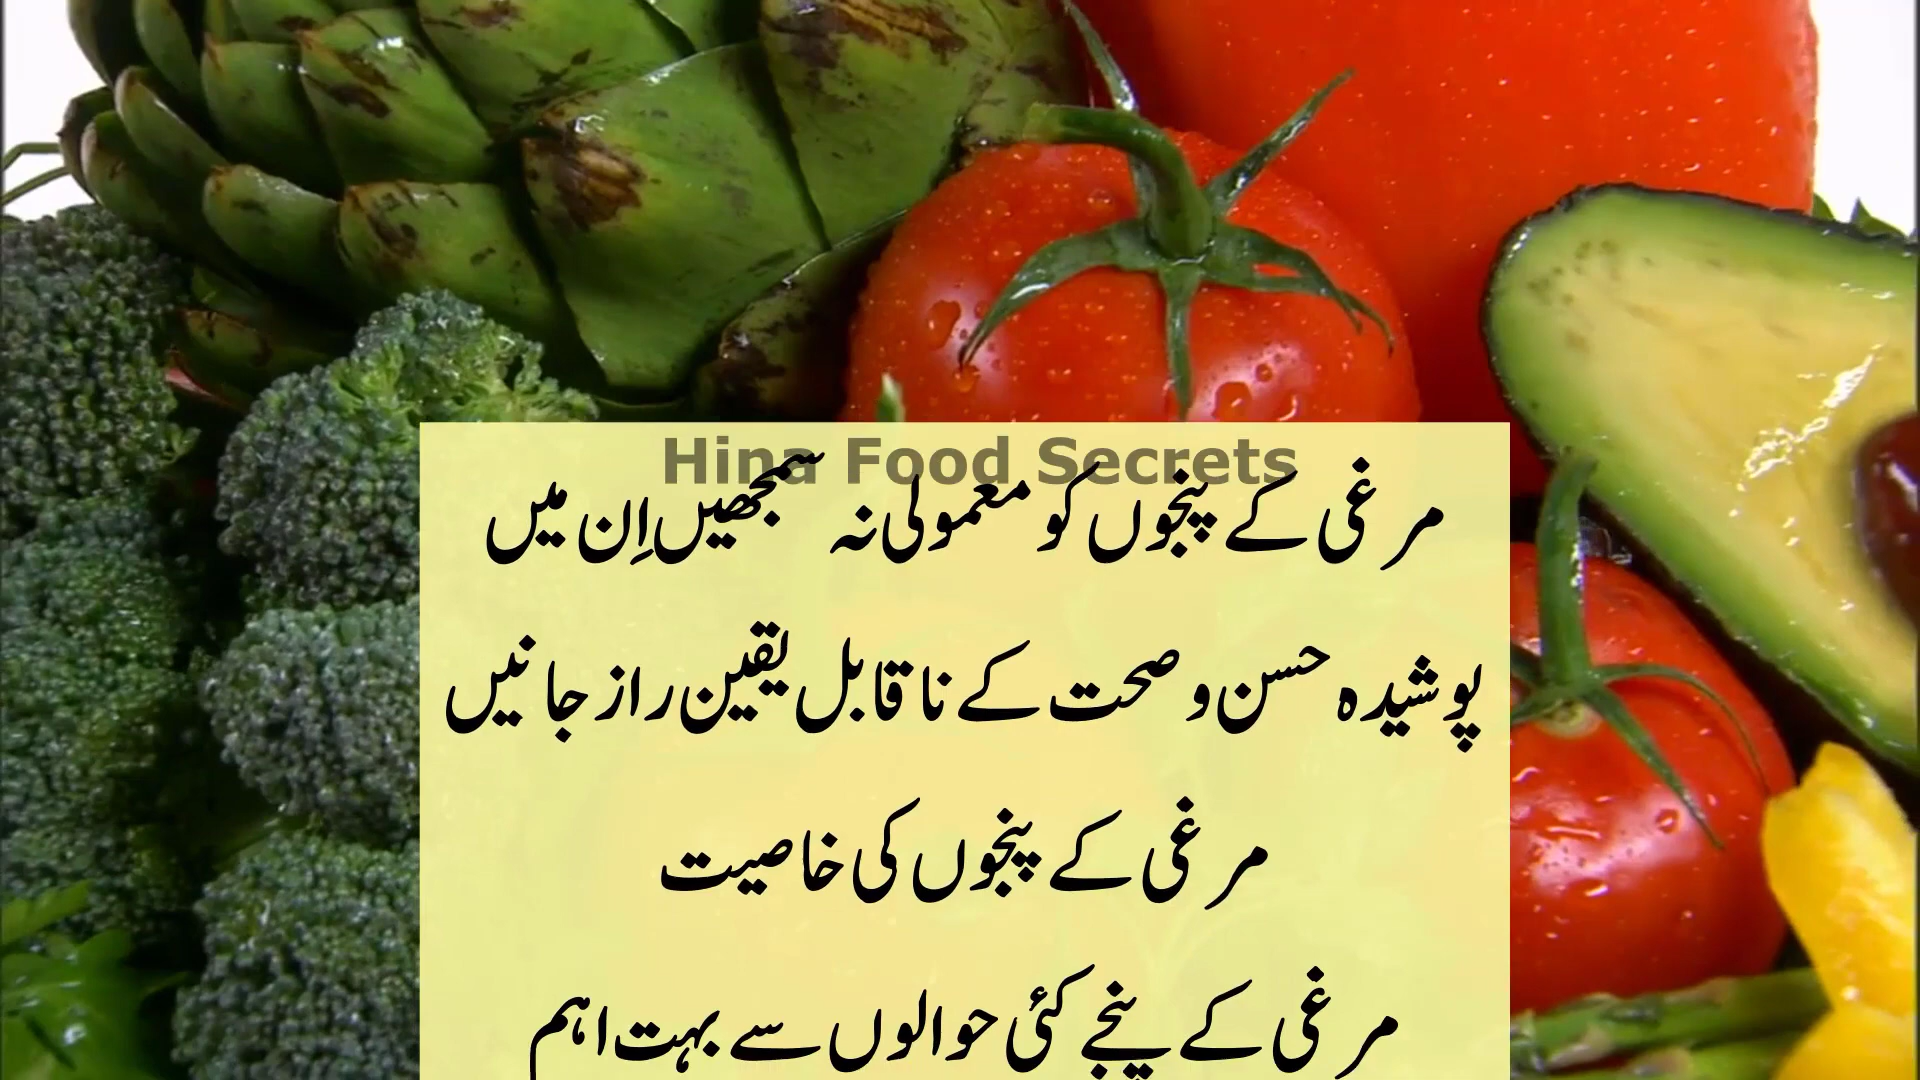 Hina Food Secrets
مرغی کے پنجوں کو معمولی نہ سمجھیں اِن میں
پوشیدہ حسن و صحت کے ناقابل یقین راز جانیں
مرغی کے پنجوں کی خاصیت
مرغی کے پنجے کئی حوالوں سے بہت اہم